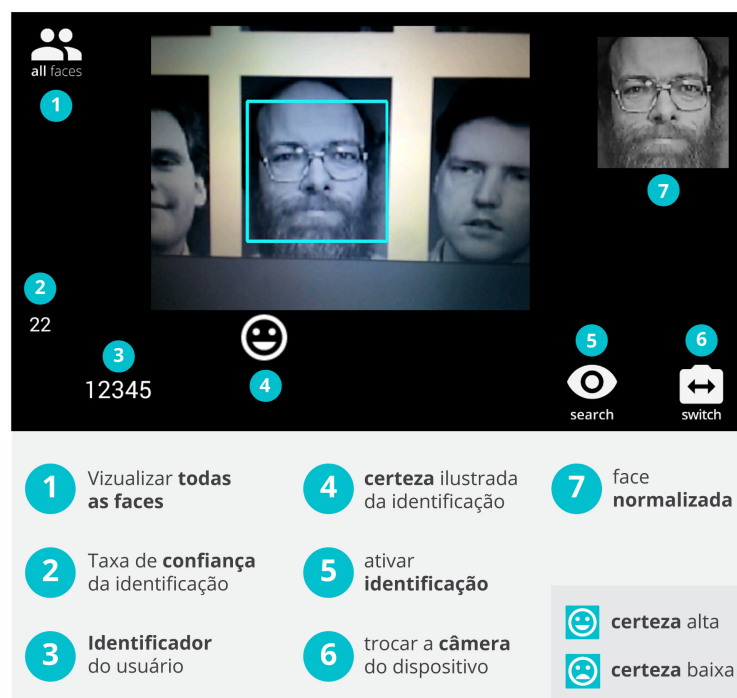 all faces
1
7
2
22
3
12345
4
5
search
6
switch
1
Vizualizar todas
as faces
2
Taxa de confiança
da identificação
3
Identificador
do usuário
4
certeza ilustrada
da identificação
5
ativar
identificação
6
trocar a câmera
do dispositivo
7
face
normalizada
certeza alta
certeza baixa